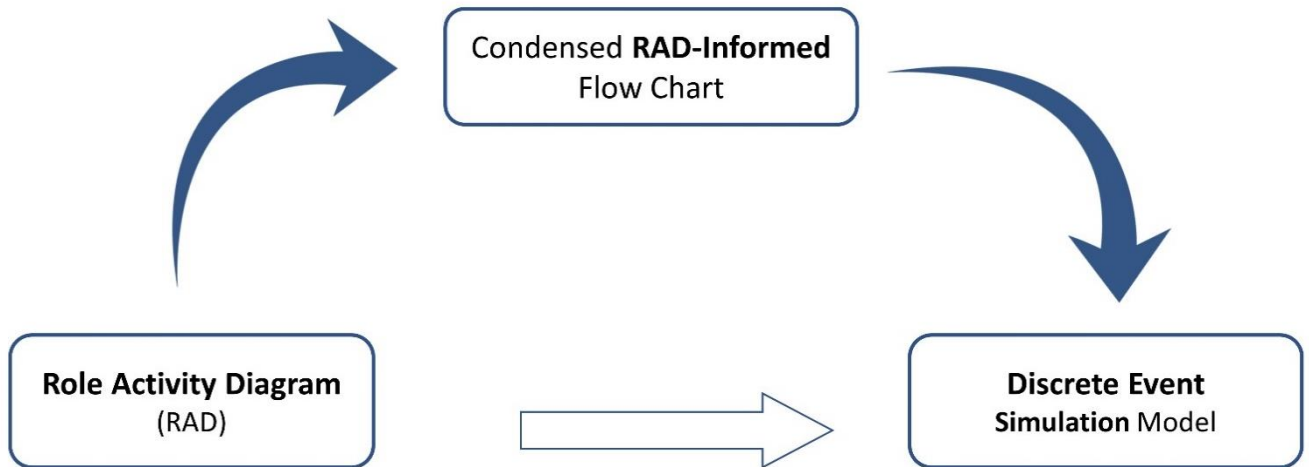 Condensed RAD-Informed
Flow Chart
Role Activity Diagram
(RAD)
Discrete Event
Simulation Model